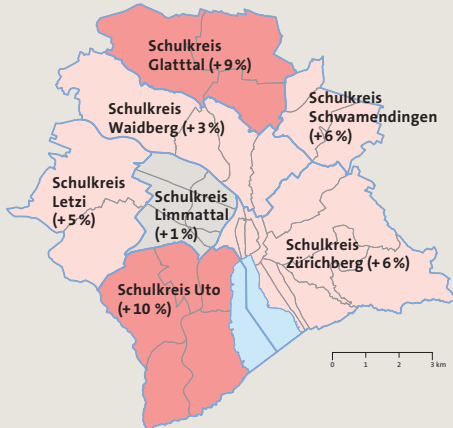 Schulkreis
Glatttal (+9 %)
Schulkreis
Waidberg (+3 %)
Schulkreis
Schwamendingen
(+6 %)
Schulkreis
Letzi
(+5 %)
Schulkreis
Limmattal
(+1 %)
Schulkreis
Zürichberg (+6 %)
Schulkreis Uto
(+10 %)
0 1 2 3 km